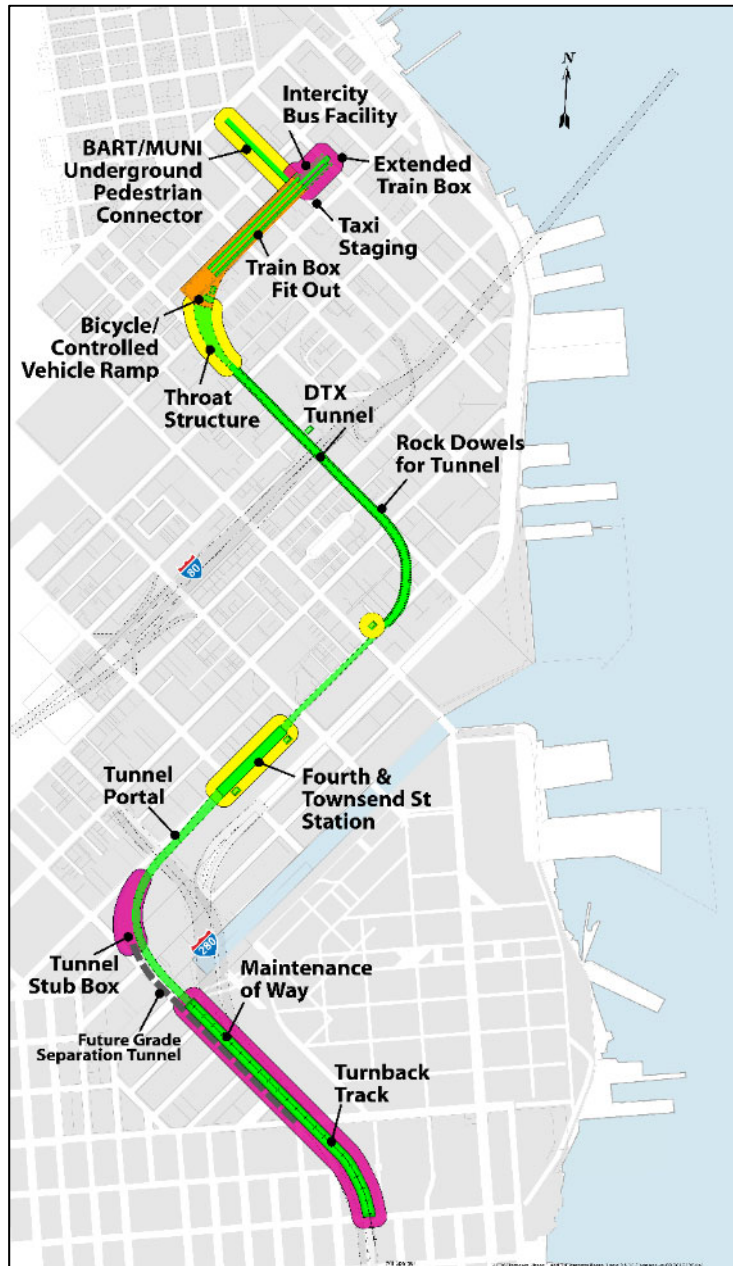 N
Intercity
Bus Facility
BART/MUNI
Underground
Pedestrian
Connector
Extended
Train Box
Taxi
Staging
Train Box
Fit Out
Bicycle/
Controlled
Vehicle Ramp
Throat
Structure
DTX
Tunnel
Rock Dowels
for Tunnel
80
Tunnel
Portal
Fourth &
Townsend St
Station
280
Tunnel
Stub Box
Maintenance
of Way
Future Grade
Separation Tunnel
Turnback
Track